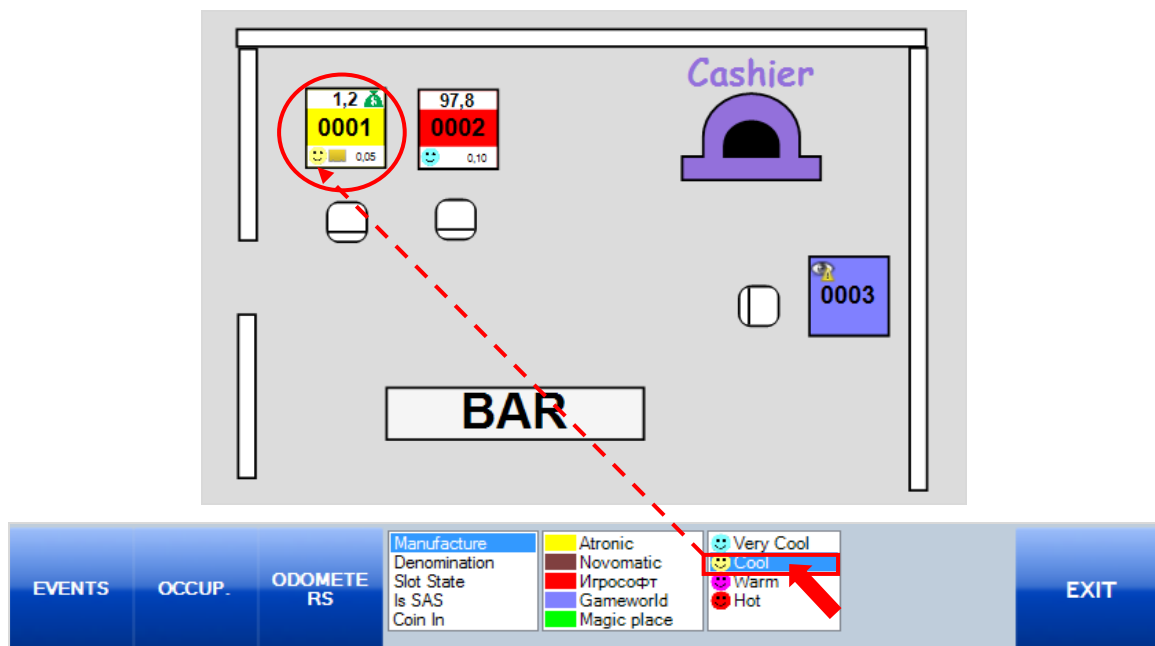 Cashier
1,2
0001
0,05
97,8
0002
0,10
0003
BAR
EVENTS
OCCUP.
ODOMETE
RS
Manufacture
Denomination
Slot State
Is SAS
Coin In
Atronic
Novomatic
Игрософт
Gameworld
Magic place
Very Cool
Cool
Warm
Hot
EXIT